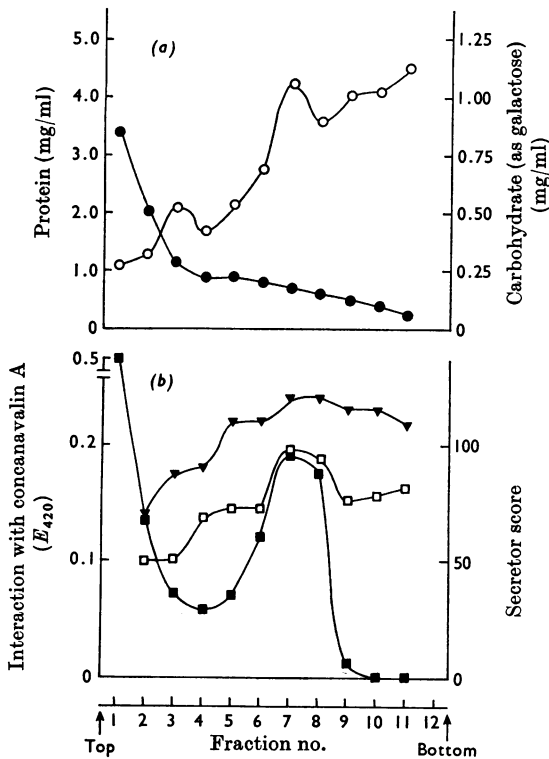 (a)
5.0
4.0
3.0
2.0
1.0
0
Protein (mg/ml)
1.25
1.00
0.75
0.50
0.25
0
Carbohydrate (as galactose)
(mg/ml)
(b)
0.5
0.2
0.1
0
Interaction with concanavalin A
(E420)
100
50
0
Secretor score
1 2 3 4 5 6 7 8 9 10 11 12
Top
Fraction no.
Bottom